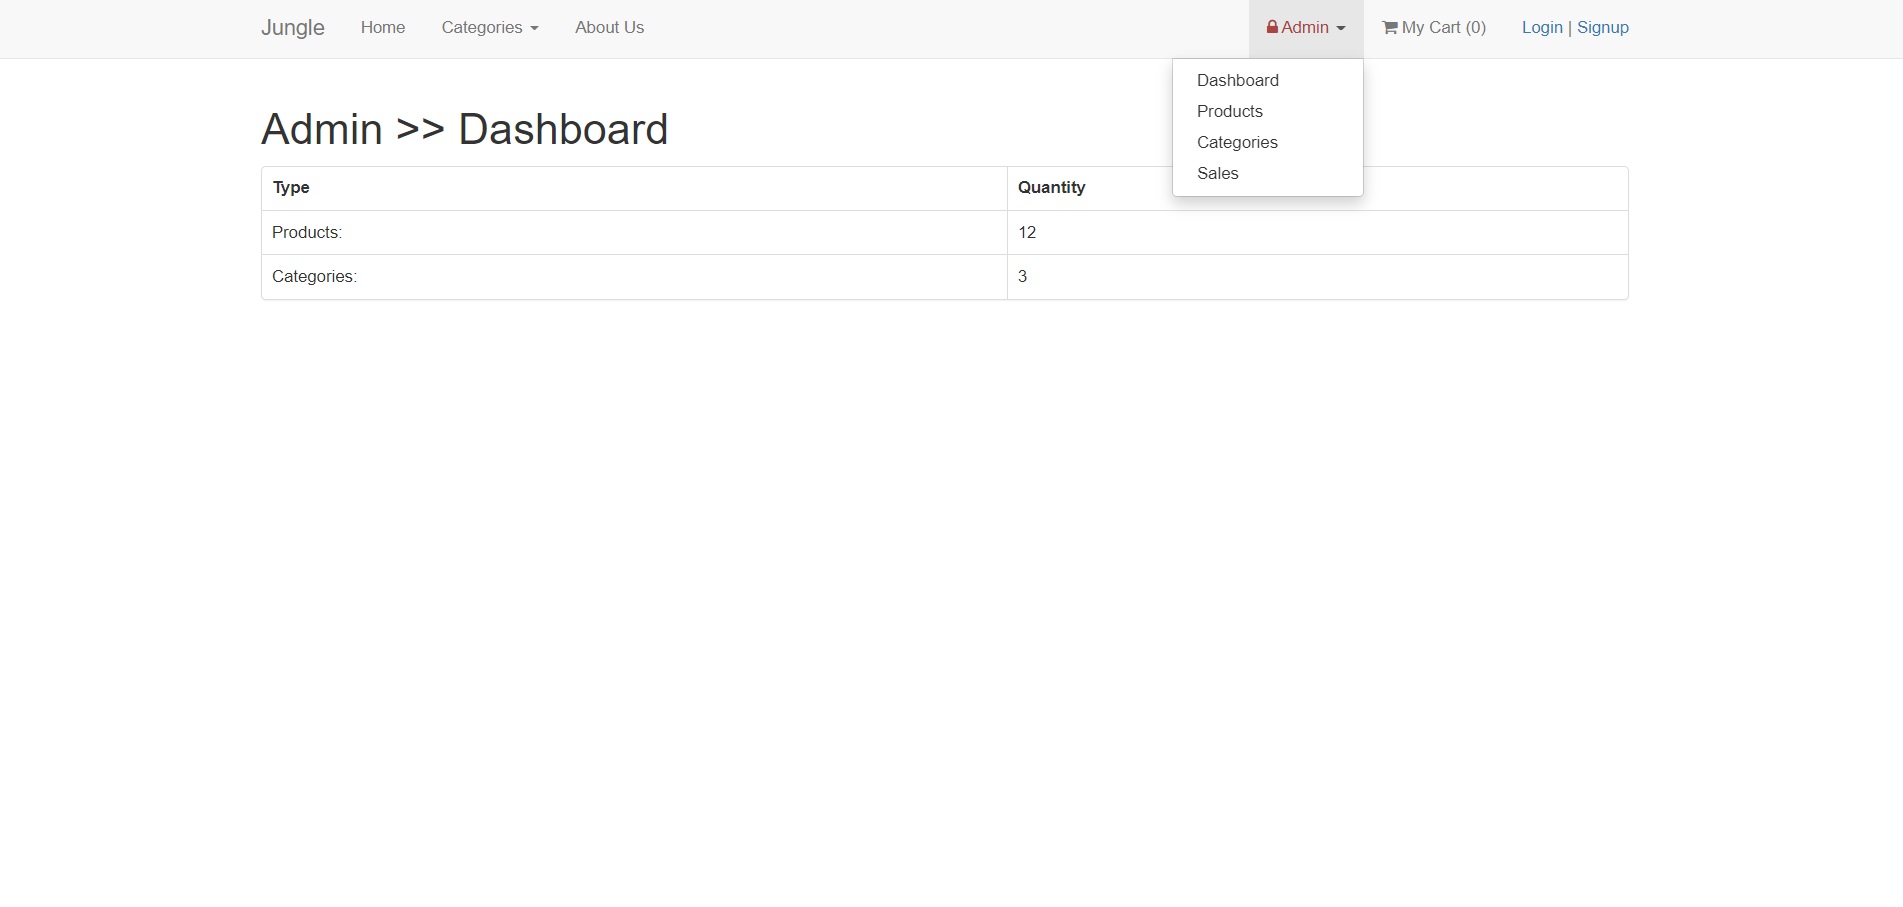 Jungle Home Categories About Us Admin My Cart (0) Login | Signup
Dashboard
Products
Categories
Sales
Admin >> Dashboard
Type Quantity
Products: 12
Categories: 3